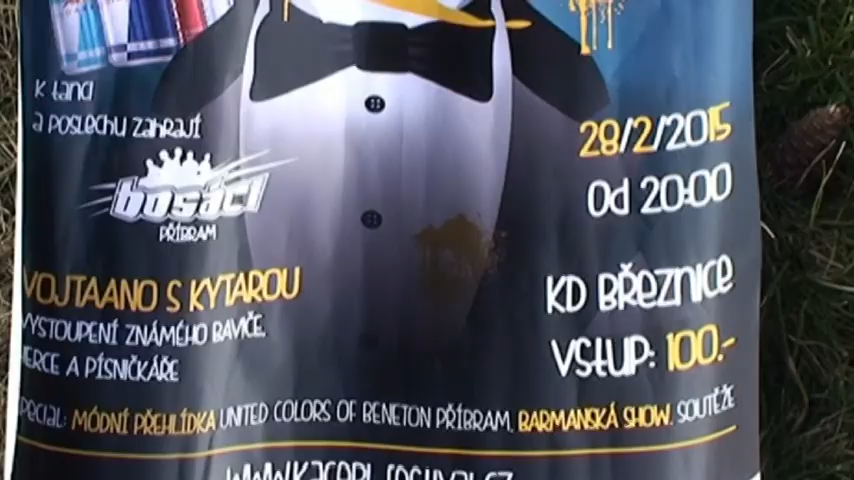 K tanci
a poslechu zahrají
bosáci
PŘÍBRAM
28/2/2015
Od 20:00
VOJTAANO S KYTAROU
VYSTOUPENÍ ZNÁMÉHO BAVIČE,
HERCE A PÍSNIČKÁŘE
KD BŘEZNICE
VSTUP: 100.-
special: MÓDNÍ PŘEHLÍDKA UNITED COLORS OF BENETON PŘÍBRAM, BARMANSKÁ SHOW, SOUTĚŽE